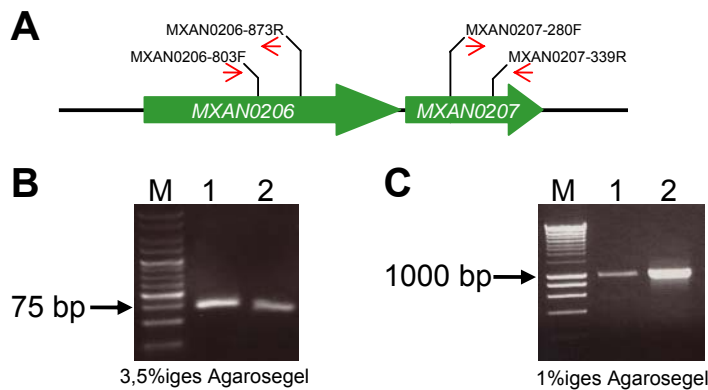 A
MXAN0206-873R
MXAN0207-280F
MXAN0206-803F
MXAN0207-339R
MXAN0206
MXAN0207
B
M 1 2
75 bp
3,5%iges Agarosegel
C
M 1 2
1000 bp
1%iges Agarosegel